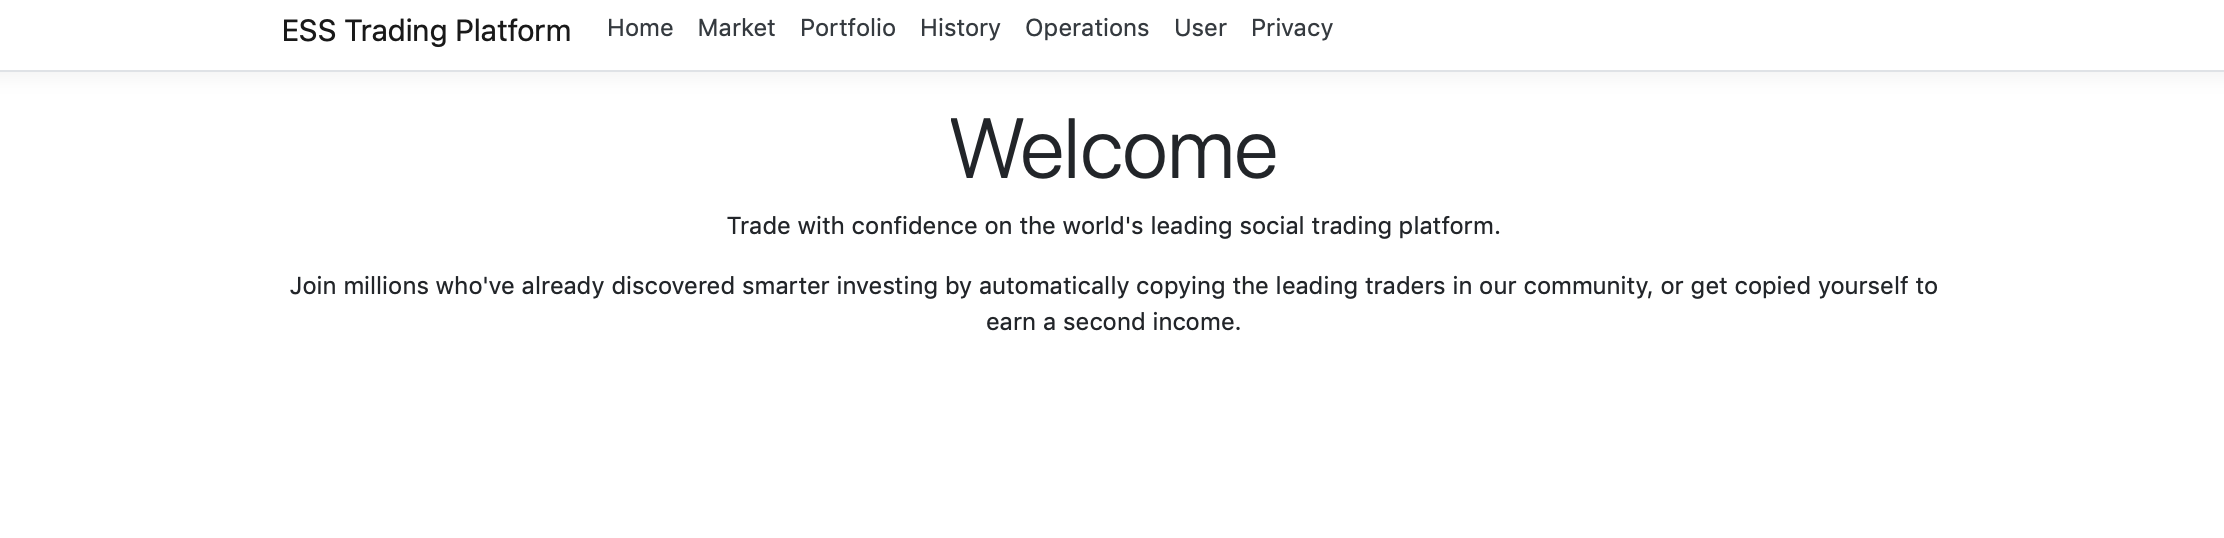 ESS Trading Platform Home Market Portfolio History Operations User Privacy
Welcome
Trade with confidence on the world's leading social trading platform.
Join millions who've already discovered smarter investing by automatically copying the leading traders in our community, or get copied yourself to
earn a second income.